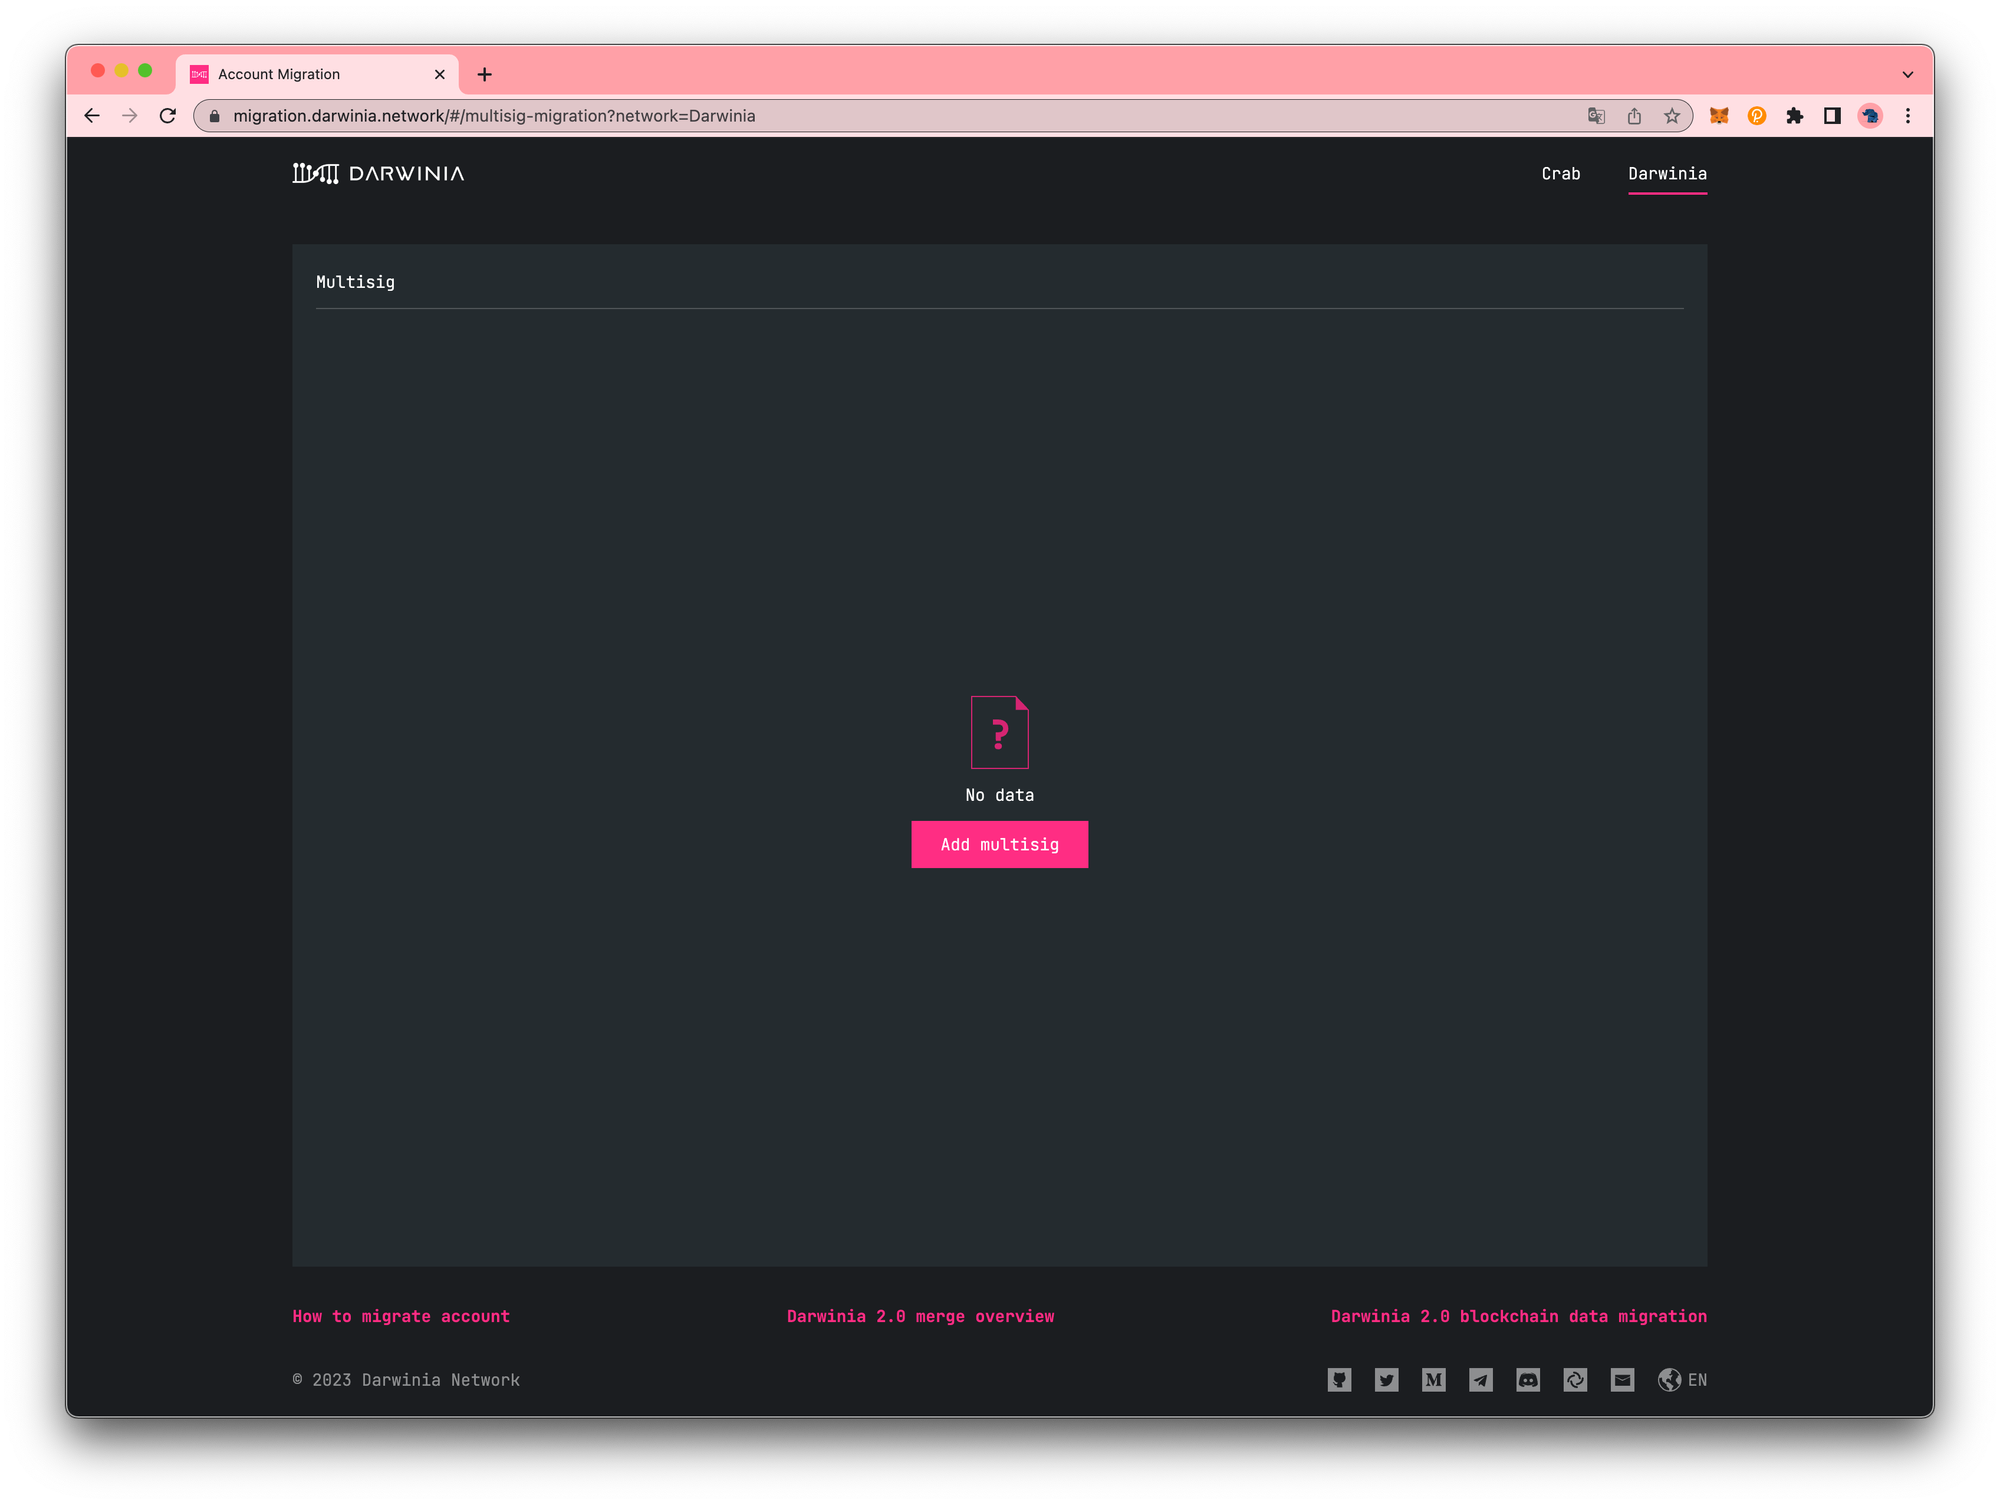 Account Migration
migration.darwinia.network/#/multisig-migration?network=Darwinia
DARWINIA
Crab
Darwinia
Multisig
?
No data
Add multisig
How to migrate account
Darwinia 2.0 merge overview
Darwinia 2.0 blockchain data migration
© 2023 Darwinia Network
EN